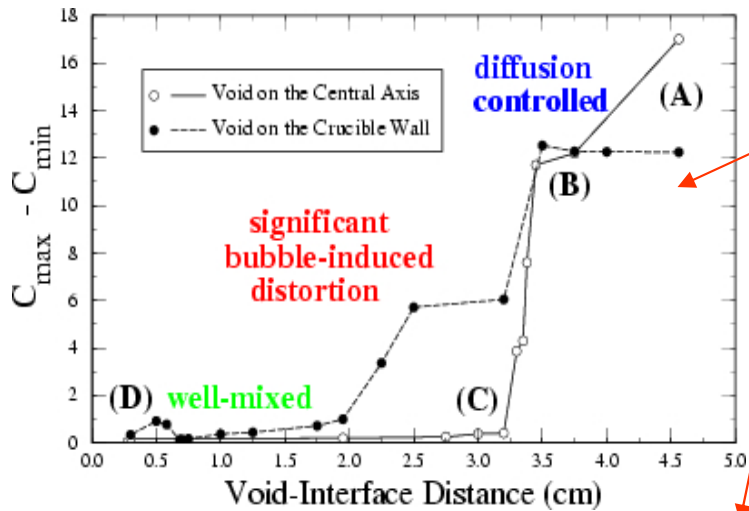 18
16
14
12
10
8
6
4
2
0
C_max - C_min
Void on the Central Axis
Void on the Crucible Wall
diffusion
controlled
(A)
(B)
significant
bubble-induced
distortion
(C)
(D)
well-mixed
0.0 0.5 1.0 1.5 2.0 2.5 3.0 3.5 4.0 4.5 5.0
Void-Interface Distance (cm)